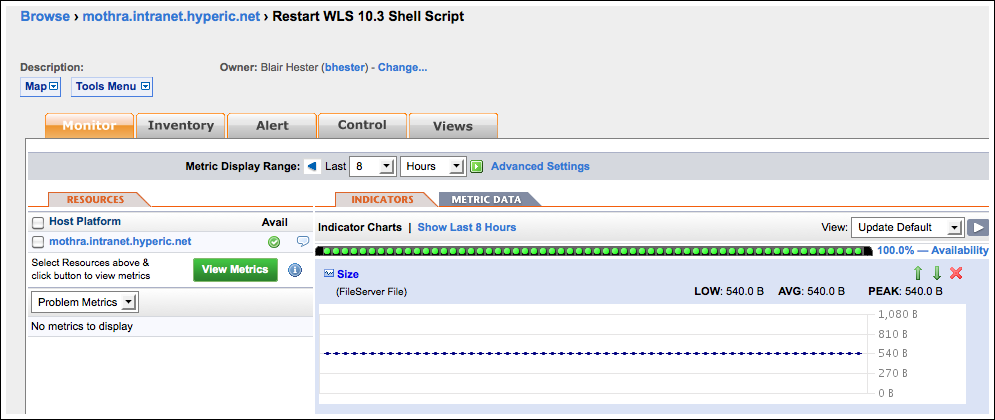 Browse › mothra.intranet.hyperic.net › Restart WLS 10.3 Shell Script
Description: Owner: Blair Hester (bhester) - Change...
Map Tools Menu
Monitor Inventory Alert Control Views
Metric Display Range: Last 8 Hours Advanced Settings
RESOURCES
Host Platform Avail
mothra.intranet.hyperic.net
Select Resources above &
click button to view metrics
View Metrics
Problem Metrics
No metrics to display
INDICATORS METRIC DATA
Indicator Charts | Show Last 8 Hours View: Update Default
100.0% — Availability
Size
(FileServer File) LOW: 540.0 B AVG: 540.0 B PEAK: 540.0 B
1,080 B
810 B
540 B
270 B
0 B